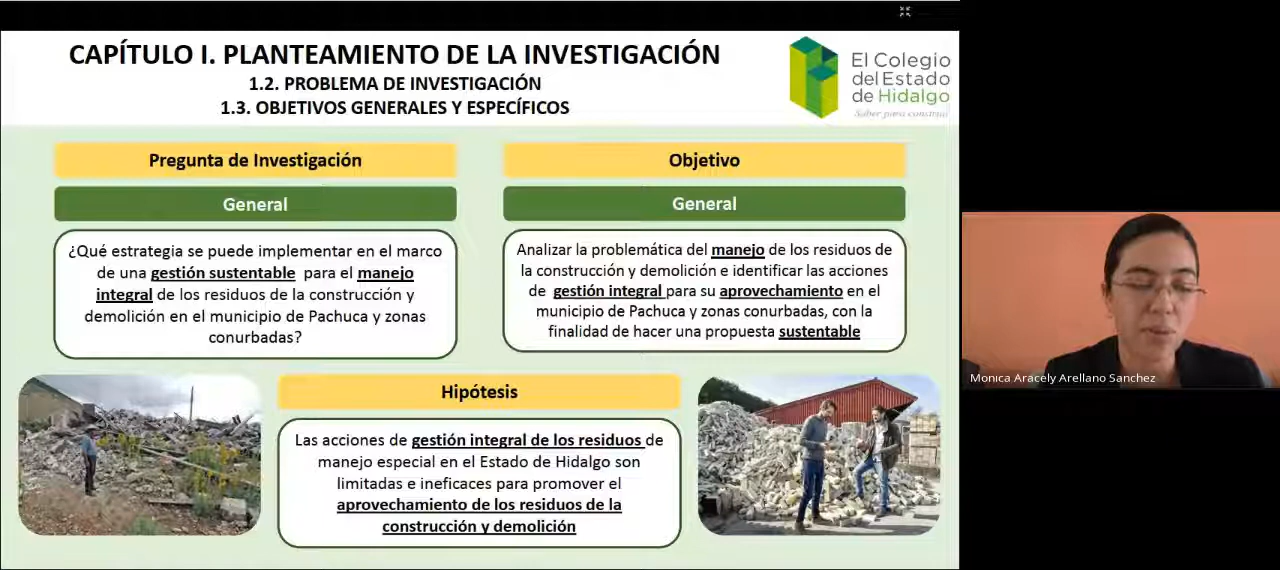 CAPÍTULO I. PLANTEAMIENTO DE LA INVESTIGACIÓN
1.2. PROBLEMA DE INVESTIGACIÓN
1.3. OBJETIVOS GENERALES Y ESPECÍFICOS
El Colegio
del Estado
de Hidalgo
Saber para construir
Pregunta de Investigación
General
¿Qué estrategia se puede implementar en el marco
de una gestión sustentable para el manejo
integral de los residuos de la construcción y
demolición en el municipio de Pachuca y zonas
conurbadas?
Objetivo
General
Analizar la problemática del manejo de los residuos de
la construcción y demolición e identificar las acciones
de gestión integral para su aprovechamiento en el
municipio de Pachuca y zonas conurbadas, con la
finalidad de hacer una propuesta sustentable
Hipótesis
Las acciones de gestión integral de los residuos de
manejo especial en el Estado de Hidalgo son
limitadas e ineficaces para promover el
aprovechamiento de los residuos de la
construcción y demolición
Monica Aracely Arellano Sanchez